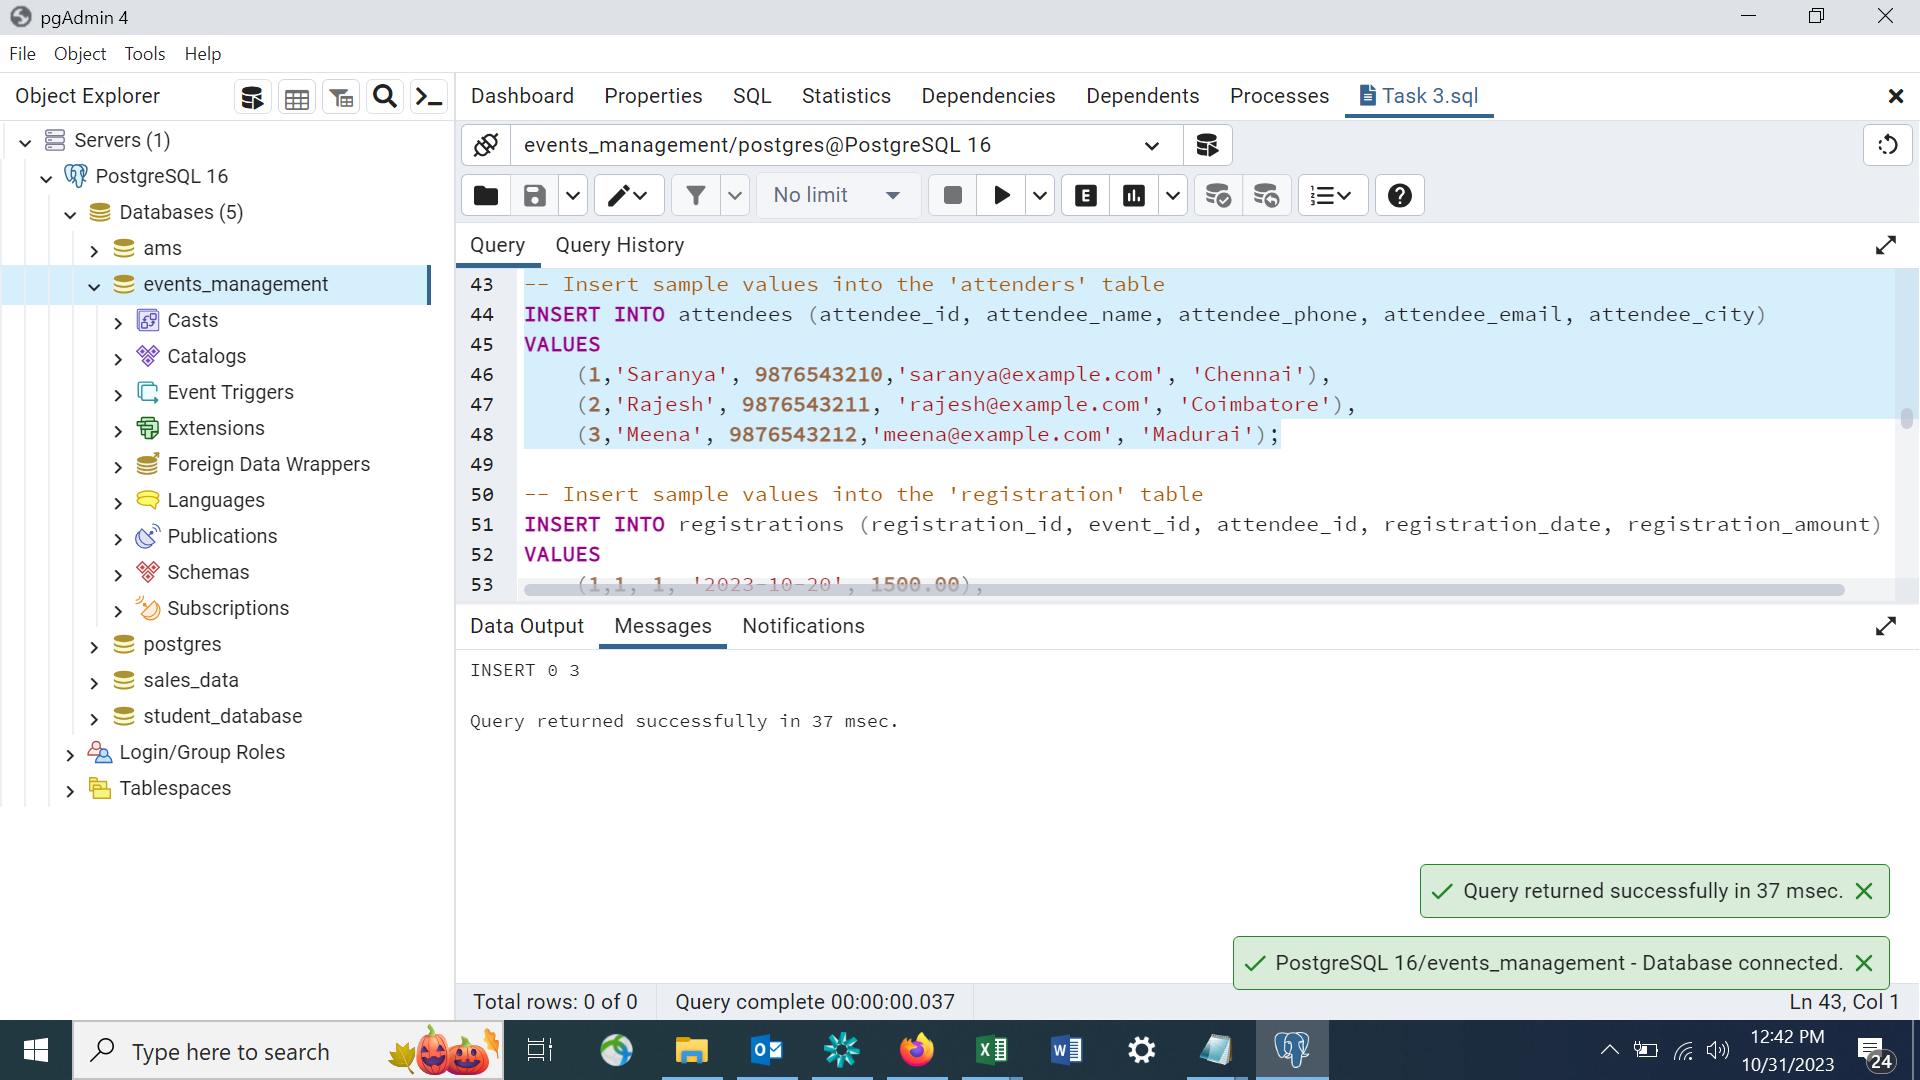 pgAdmin 4
File Object Tools Help
Object Explorer
Dashboard Properties SQL Statistics Dependencies Dependents Processes Task 3.sql
Servers (1)
PostgreSQL 16
Databases (5)
ams
events_management
Casts
Catalogs
Event Triggers
Extensions
Foreign Data Wrappers
Languages
Publications
Schemas
Subscriptions
postgres
sales_data
student_database
Login/Group Roles
Tablespaces
events_management/postgres@PostgreSQL 16
No limit
E
Query Query History
43 -- Insert sample values into the 'attenders' table
44 INSERT INTO attendees (attendee_id, attendee_name, attendee_phone, attendee_email, attendee_city)
45 VALUES
46 (1,'Saranya', 9876543210,'saranya@example.com', 'Chennai'),
47 (2,'Rajesh', 9876543211, 'rajesh@example.com', 'Coimbatore'),
48 (3,'Meena', 9876543212,'meena@example.com', 'Madurai');
49
50 -- Insert sample values into the 'registration' table
51 INSERT INTO registrations (registration_id, event_id, attendee_id, registration_date, registration_amount)
52 VALUES
53 (1,1, 1, '2023-10-20', 1500.00),
Data Output Messages Notifications
INSERT 0 3
Query returned successfully in 37 msec.
Query returned successfully in 37 msec.
PostgreSQL 16/events_management - Database connected.
Total rows: 0 of 0 Query complete 00:00:00.037 Ln 43, Col 1
Type here to search
12:42 PM
10/31/2023
24